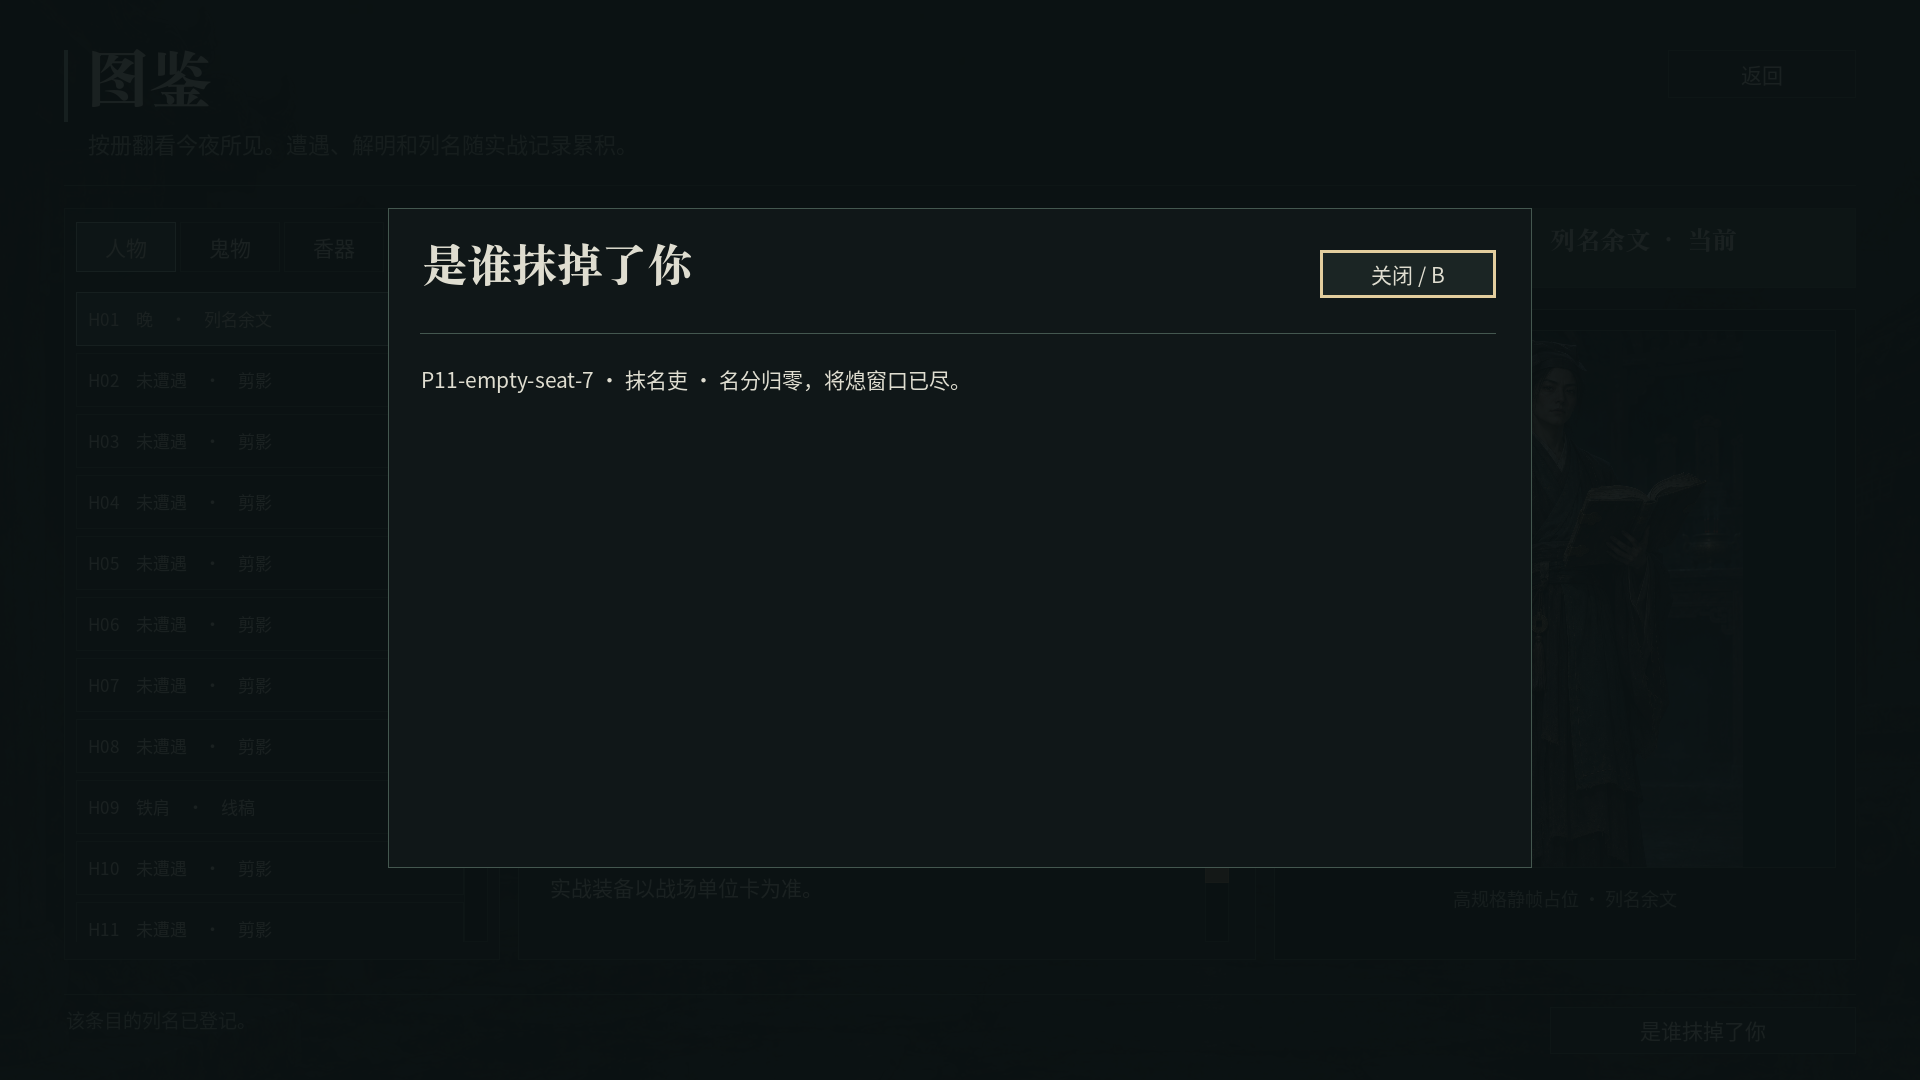 图鉴
返回
按册翻看今夜所见。遭遇、解明和列名随实战记录累积。
人物 鬼物 香器
列名余文 · 当前
是谁抹掉了你
关闭 / B
P11-empty-seat-7 · 抹名吏 · 名分归零，将熄窗口已尽。
H01 晚 · 列名余文
H02 未遭遇 · 剪影
H03 未遭遇 · 剪影
H04 未遭遇 · 剪影
H05 未遭遇 · 剪影
H06 未遭遇 · 剪影
H07 未遭遇 · 剪影
H08 未遭遇 · 剪影
H09 铁肩 · 线稿
H10 未遭遇 · 剪影
H11 未遭遇 · 剪影
实战装备以战场单位卡为准。
高规格静帧占位 · 列名余文
该条目的列名已登记。
是谁抹掉了你